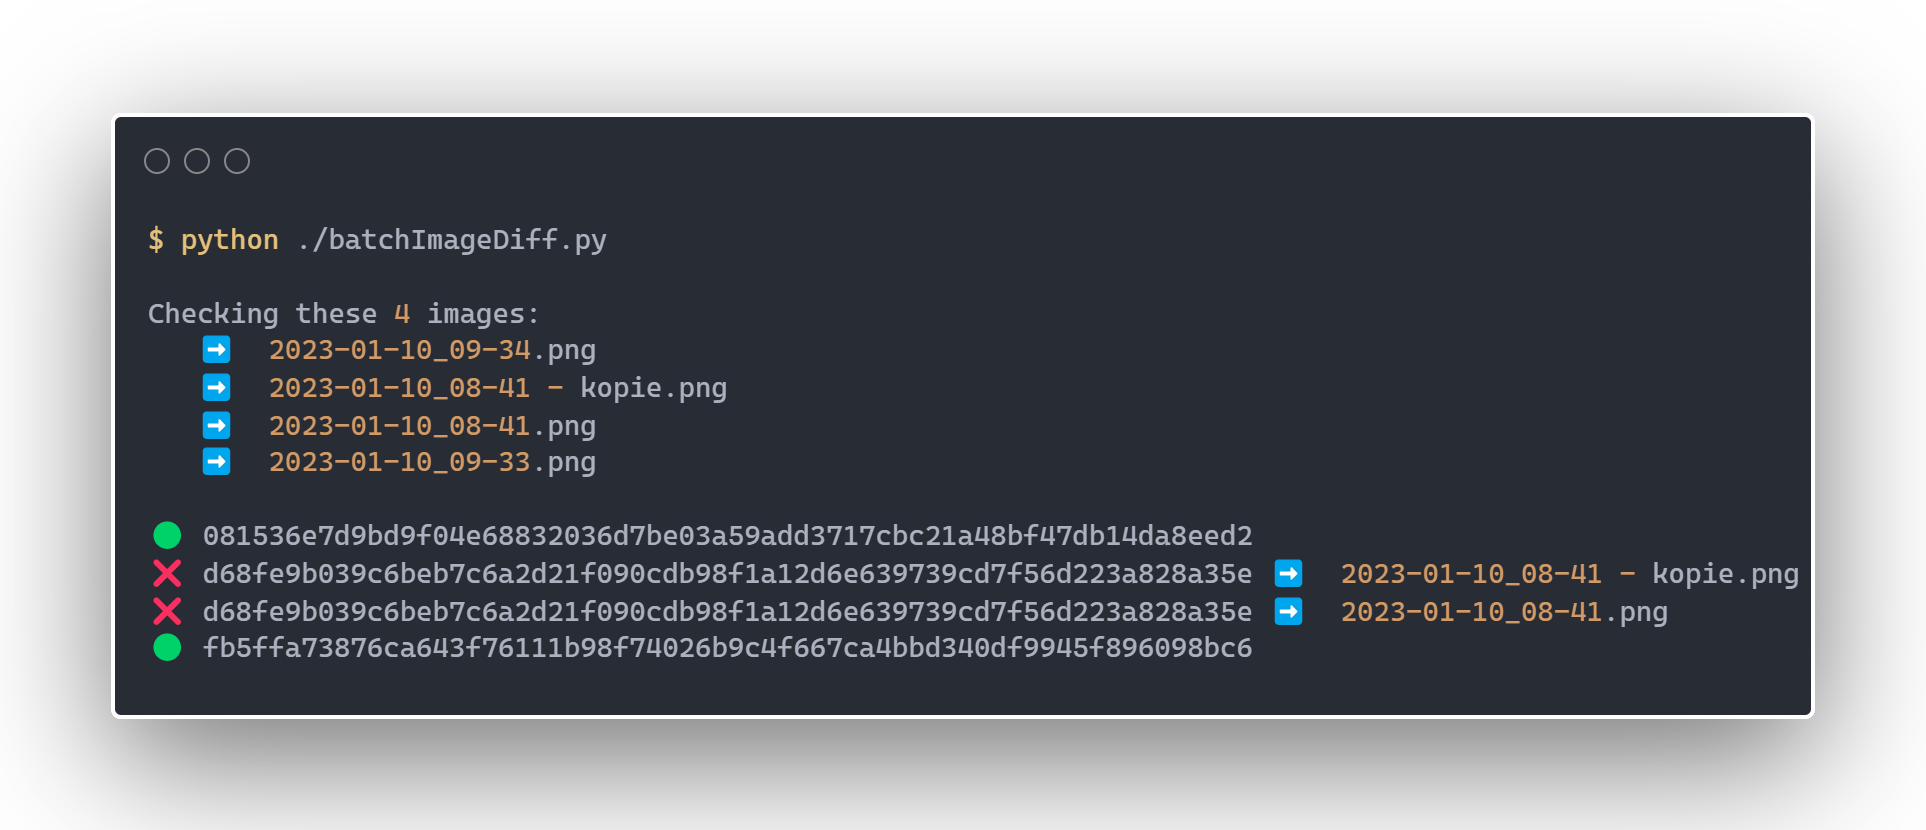 $ python ./batchImageDiff.py
Checking these 4 images:
➡ 2023-01-10_09-34.png
➡ 2023-01-10_08-41 - kopie.png
➡ 2023-01-10_08-41.png
➡ 2023-01-10_09-33.png
081536e7d9bd9f04e68832036d7be03a59add3717cbc21a48bf47db14da8eed2
d68fe9b039c6beb7c6a2d21f090cdb98f1a12d6e639739cd7f56d223a828a35e ➡ 2023-01-10_08-41 - kopie.png
d68fe9b039c6beb7c6a2d21f090cdb98f1a12d6e639739cd7f56d223a828a35e ➡ 2023-01-10_08-41.png
fb5ffa73876ca643f76111b98f74026b9c4f667ca4bbd340df9945f896098bc6